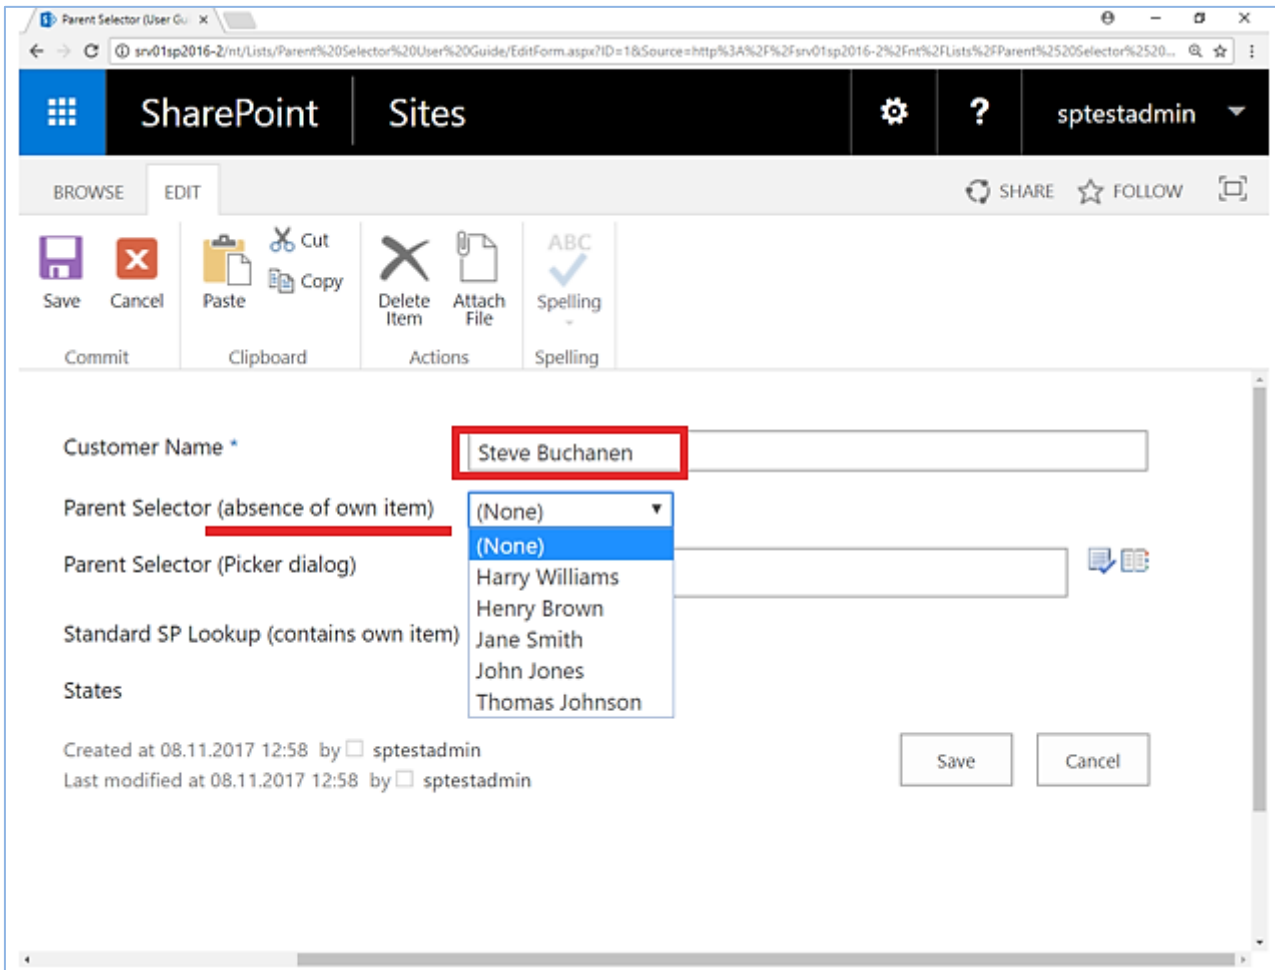 Parent Selector (User Gui
srv01sp2016-2/nt/Lists/Parent%20Selector%20User%20Guide/EditForm.aspx?ID=1&Source=http%3A%2F%2Fsrv01sp2016-2%2Fnt%2FLists%2FParent%2520Selector%2520...
SharePoint Sites ? sptestadmin
BROWSE EDIT SHARE FOLLOW
Save Cancel Paste Cut Copy Delete Item Attach File ABC Spelling
Commit Clipboard Actions Spelling
Customer Name * Steve Buchanen
Parent Selector (absence of own item) (None)
(None)
Parent Selector (Picker dialog)
Harry Williams
Henry Brown
Standard SP Lookup (contains own item)
Jane Smith
John Jones
States
Thomas Johnson
Created at 08.11.2017 12:58 by sptestadmin
Last modified at 08.11.2017 12:58 by sptestadmin
Save Cancel